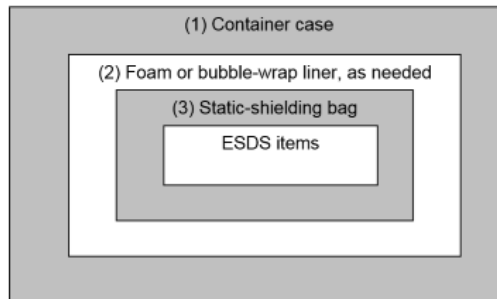 (1) Container case
(2) Foam or bubble-wrap liner, as needed
(3) Static-shielding bag
ESDS items